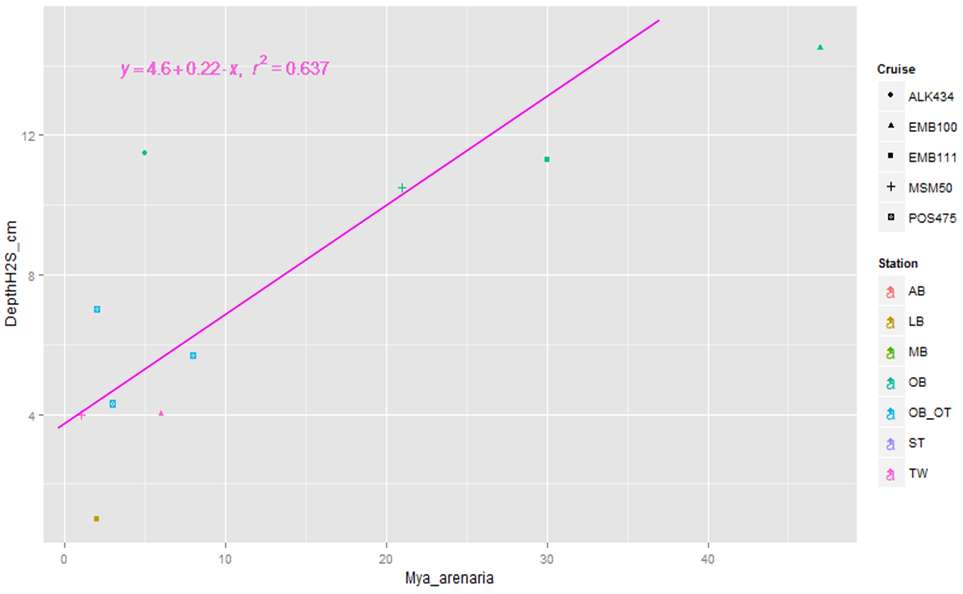 y = 4.6 + 0.22 · x, r² = 0.637
12
8
4
0
10
20
30
40
DepthH2S_cm
Mya_arenaria
Cruise
ALK434
EMB100
EMB111
MSM50
POS475
Station
AB
LB
MB
OB
OB_OT
ST
TW